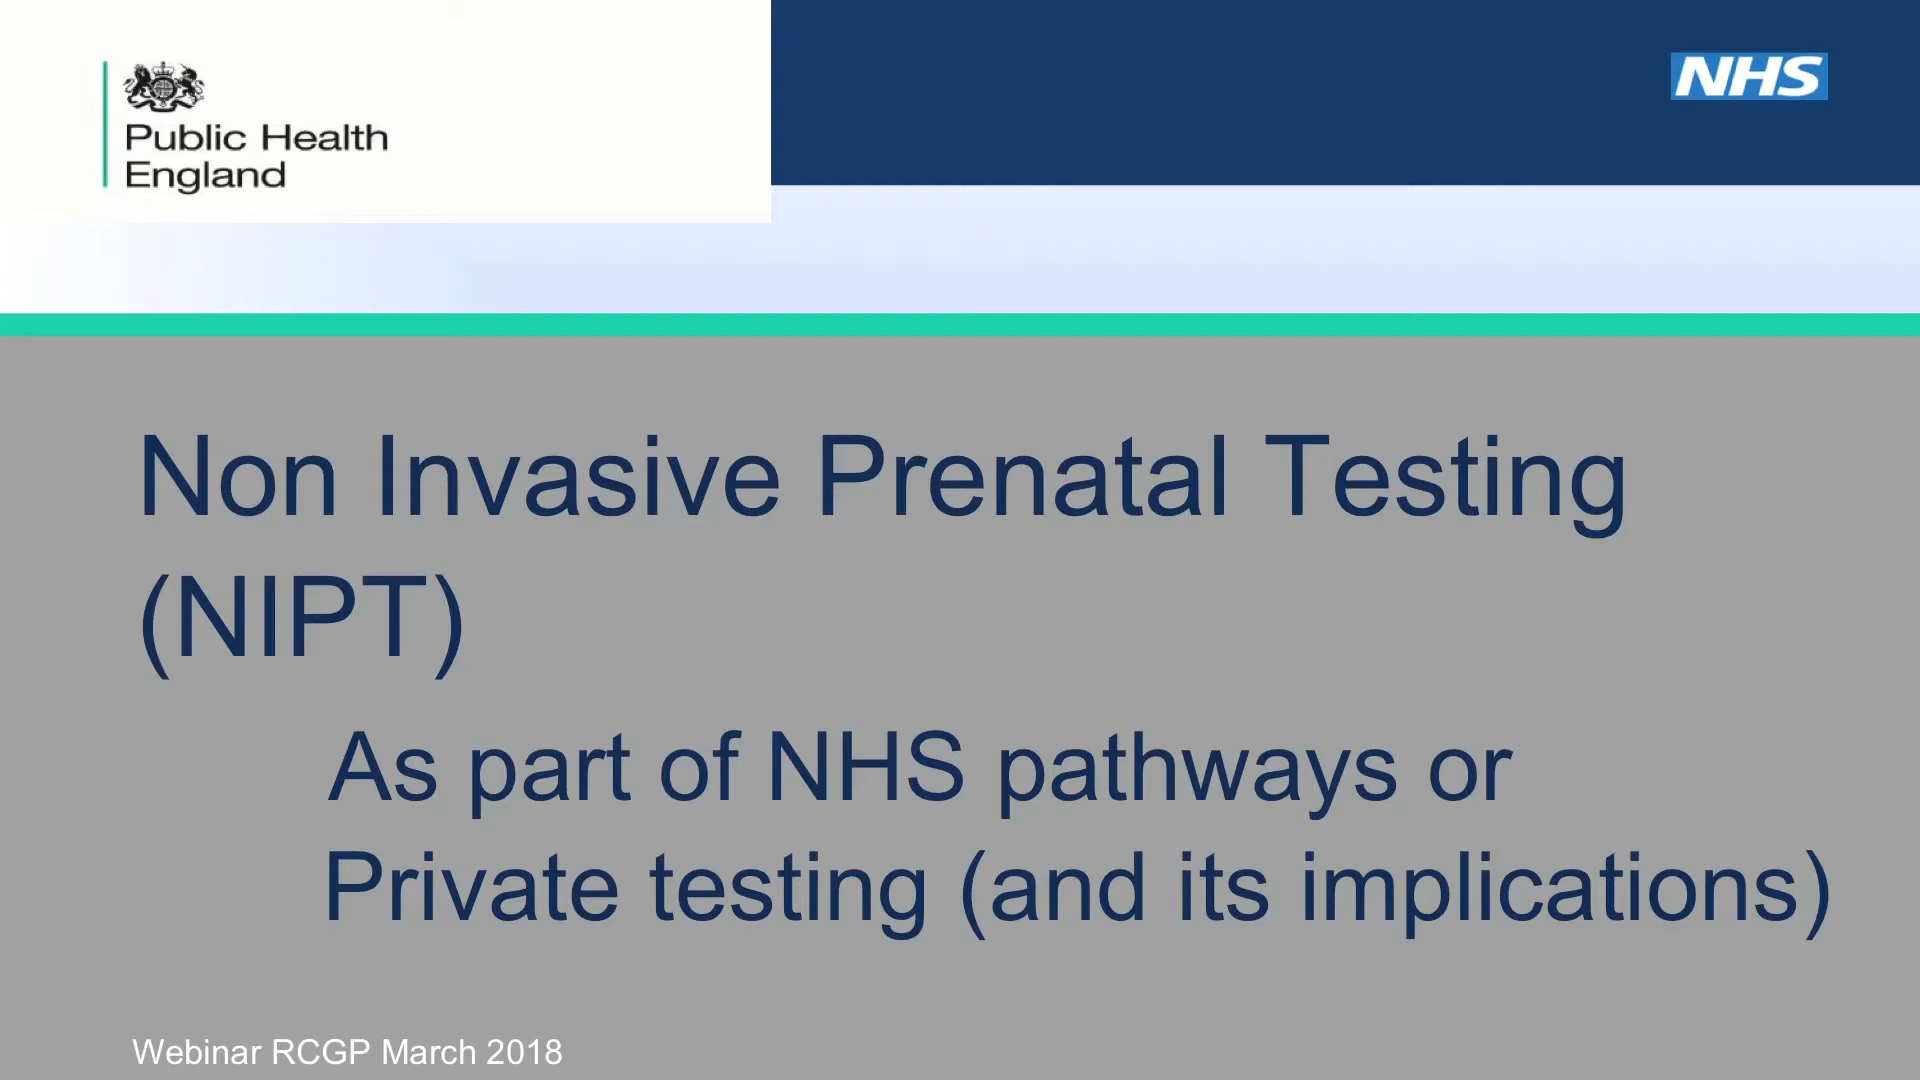 Public Health
England
NHS
Non Invasive Prenatal Testing
(NIPT)
As part of NHS pathways or
Private testing (and its implications)
Webinar RCGP March 2018